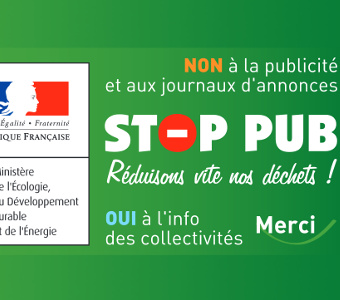 Égalité • Fraternité
IQUE FRANÇAISE
Ministère
e l'Écologie,
u Développement
urable
t de l'Énergie
NON à la publicité
et aux journaux d'annonces
STOP PUB
Réduisons vite nos déchets !
OUI à l'info
des collectivités
Merci